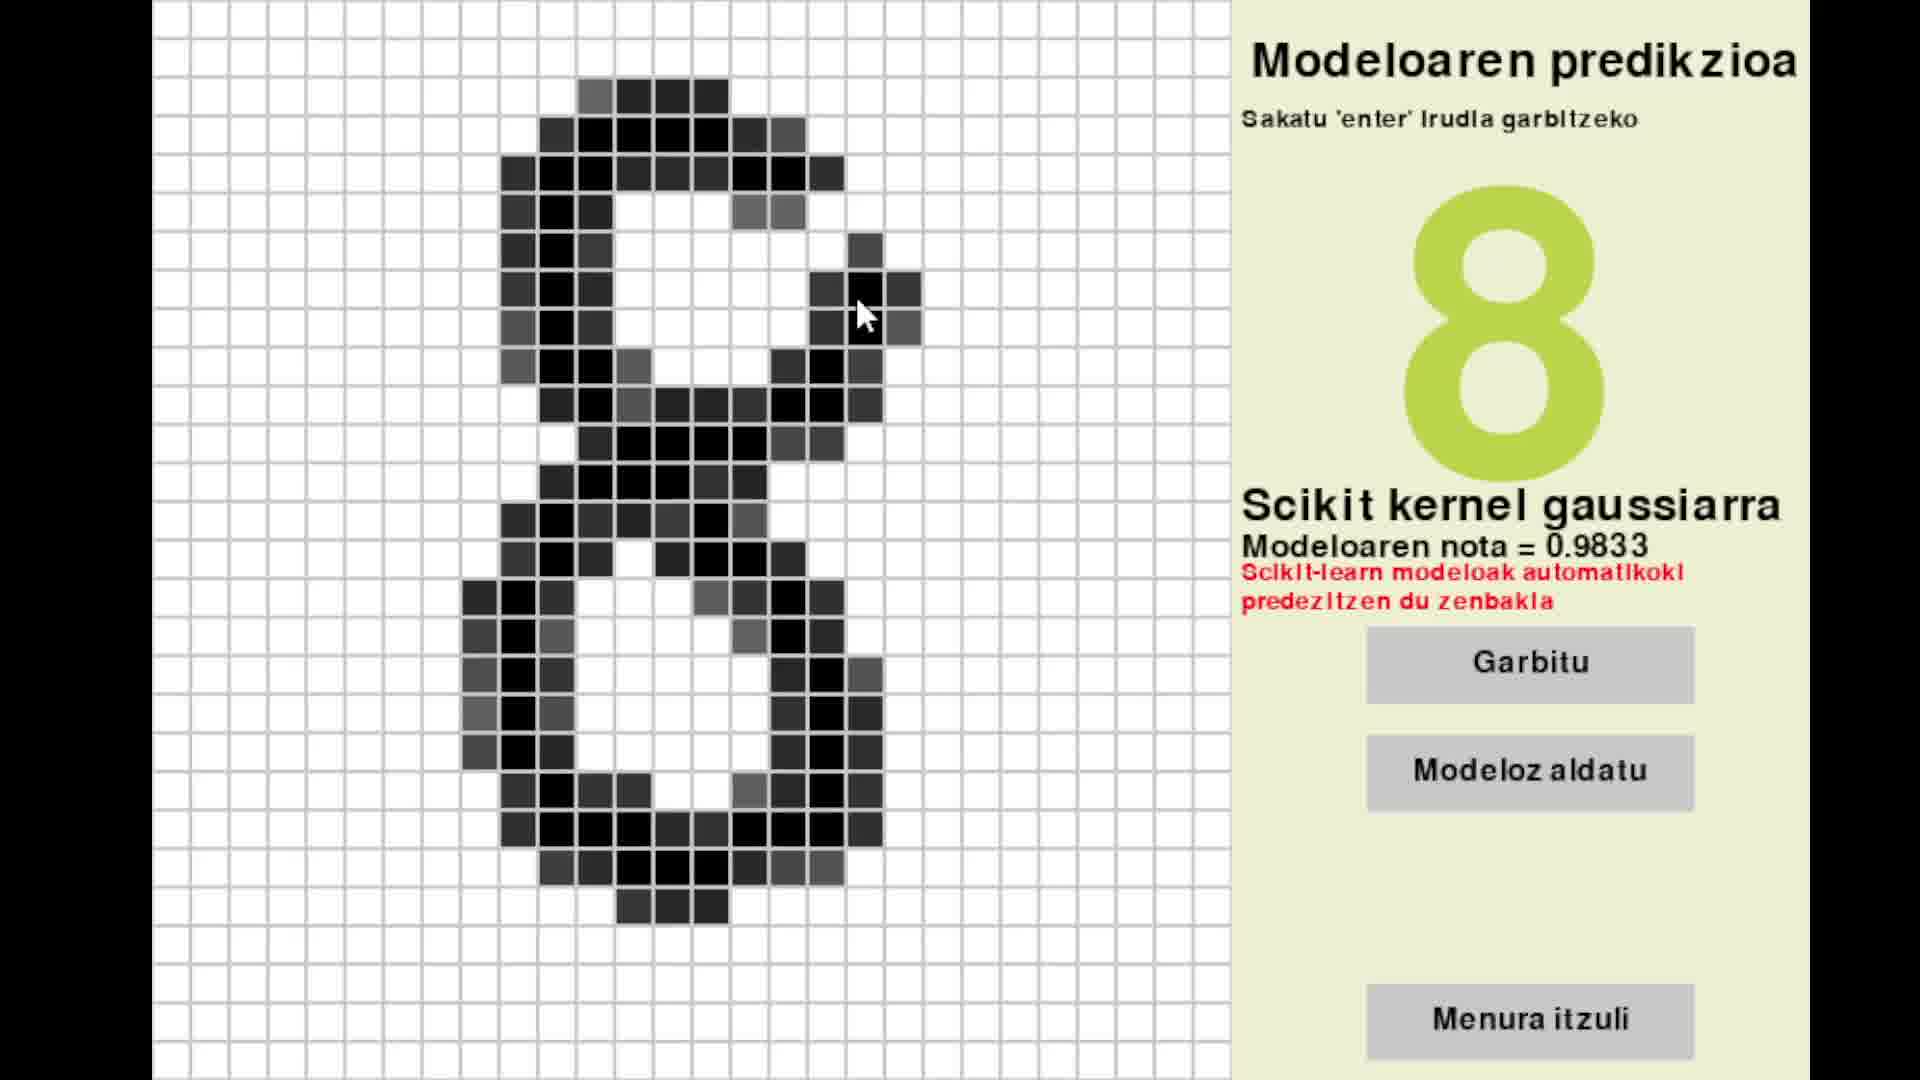 Modeloaren predikzioa
Sakatu 'enter' irudia garbitzeko
8
Scikit kernel gaussiarra
Modeloaren nota = 0.9833
Scikit-learn modeloak automatikoki
predezitzen du zenbakia
Garbitu
Modeloz aldatu
Menura itzuli